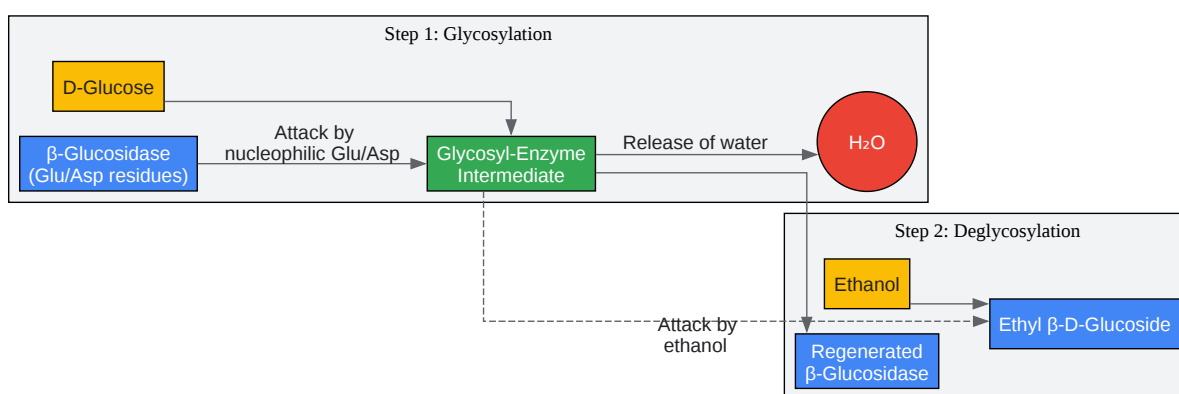 Step 1: Glycosylation
D-Glucose
Attack by
nucleophilic Glu/Asp
β-Glucosidase
(Glu/Asp residues)
Glycosyl-Enzyme
Intermediate
Release of water
H₂O
Step 2: Deglycosylation
Ethanol
Attack by
ethanol
Ethyl β-D-Glucoside
Regenerated
β-Glucosidase